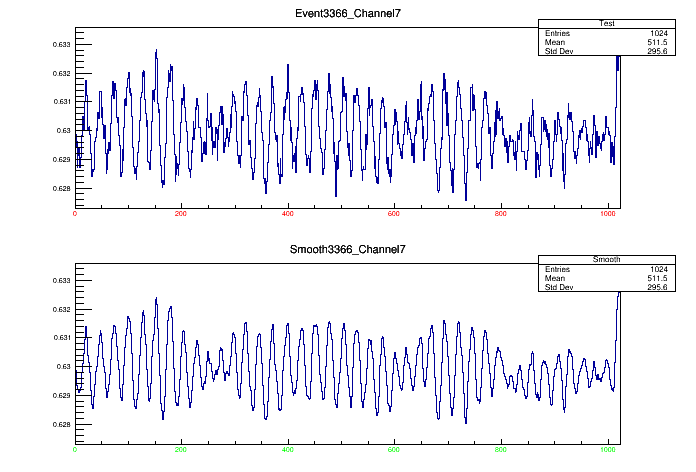 Event3366_Channel7
Test
Entries 1024
Mean 511.5
Std Dev 295.6
0.633
0.632
0.631
0.63
0.629
0.628
0 200 400 600 800 1000
Smooth3366_Channel7
Smooth
Entries 1024
Mean 511.5
Std Dev 295.6
0.633
0.632
0.631
0.63
0.629
0.628
0 200 400 600 800 1000